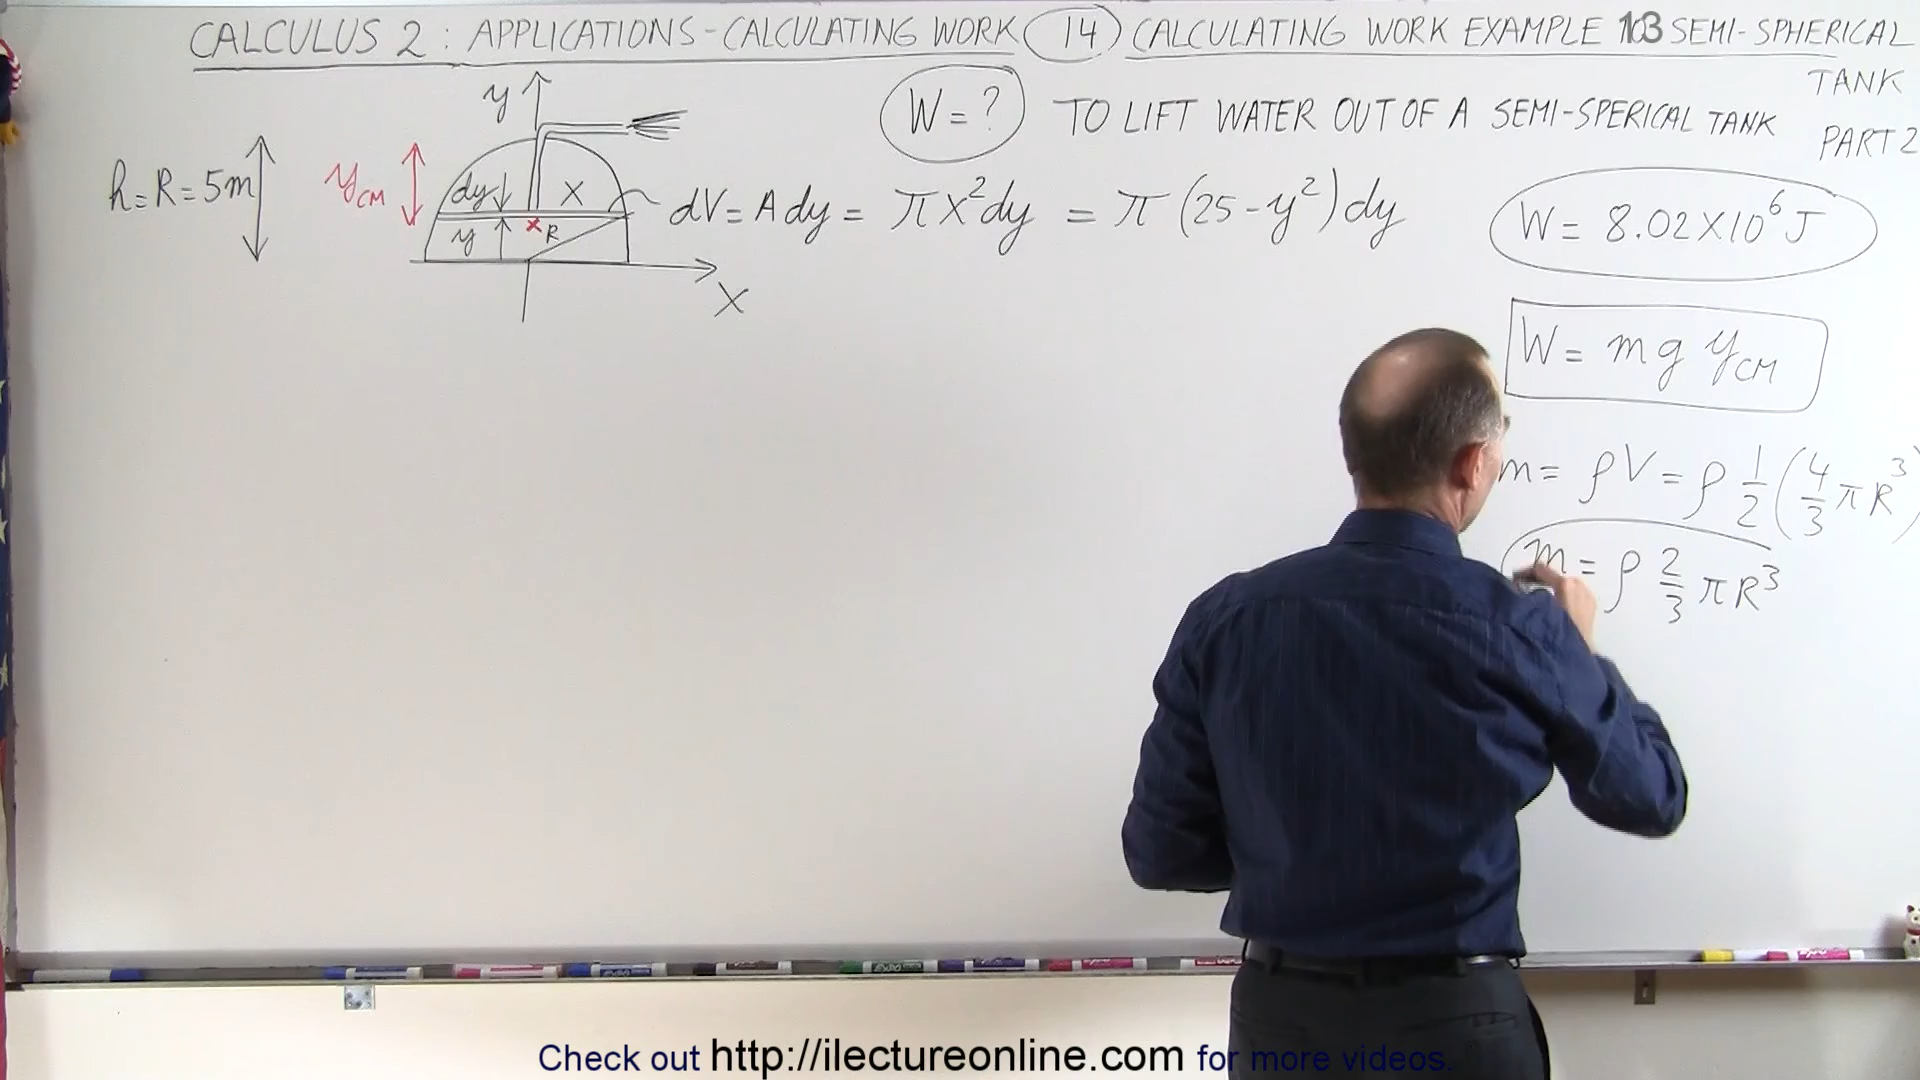 CALCULUS 2 : APPLICATIONS - CALCULATING WORK 14 CALCULATING WORK EXAMPLE 13 SEMI-SPHERICAL
TANK
PART 2
W = ? TO LIFT WATER OUT OF A SEMI-SPERICAL TANK
y
h = R = 5m
y_CM
dy
x
y
x
R
X
dV = A dy = πx²dy = π(25 - y²)dy
W = 8.02 X 10⁶ J
W = m g y_CM
m = ρV = ρ 1/2 (4/3 πR³)
m = ρ 2/3 πR³
EXPO
Check out http://ilectureonline.com for more videos.